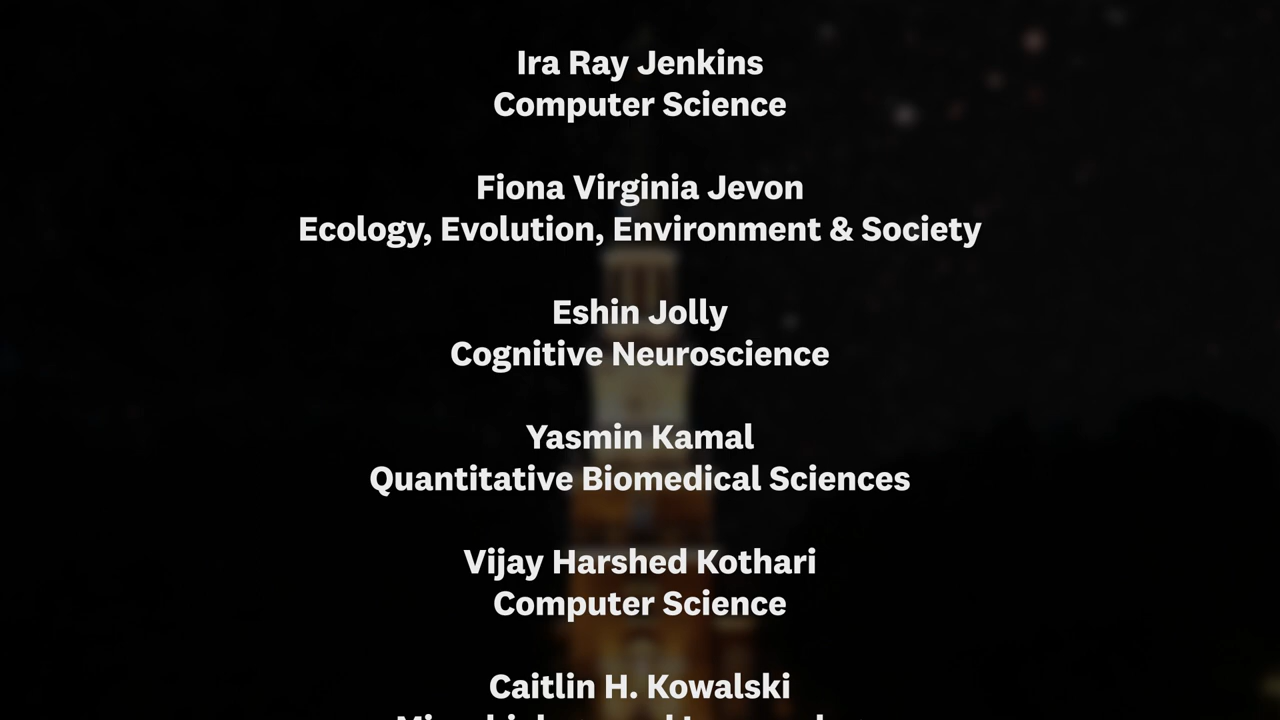 Ira Ray Jenkins
Computer Science
Fiona Virginia Jevon
Ecology, Evolution, Environment & Society
Eshin Jolly
Cognitive Neuroscience
Yasmin Kamal
Quantitative Biomedical Sciences
Vijay Harshed Kothari
Computer Science
Caitlin H. Kowalski